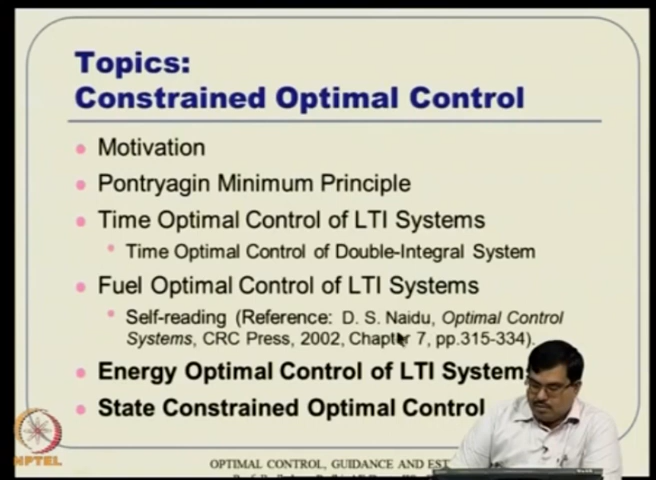 Topics:
Constrained Optimal Control
Motivation
Pontryagin Minimum Principle
Time Optimal Control of LTI Systems
Time Optimal Control of Double-Integral System
Fuel Optimal Control of LTI Systems
Self-reading (Reference: D. S. Naidu, Optimal Control
Systems, CRC Press, 2002, Chapter 7, pp.315-334).
Energy Optimal Control of LTI System
State Constrained Optimal Control
NPTEL
OPTIMAL CONTROL, GUIDANCE AND EST